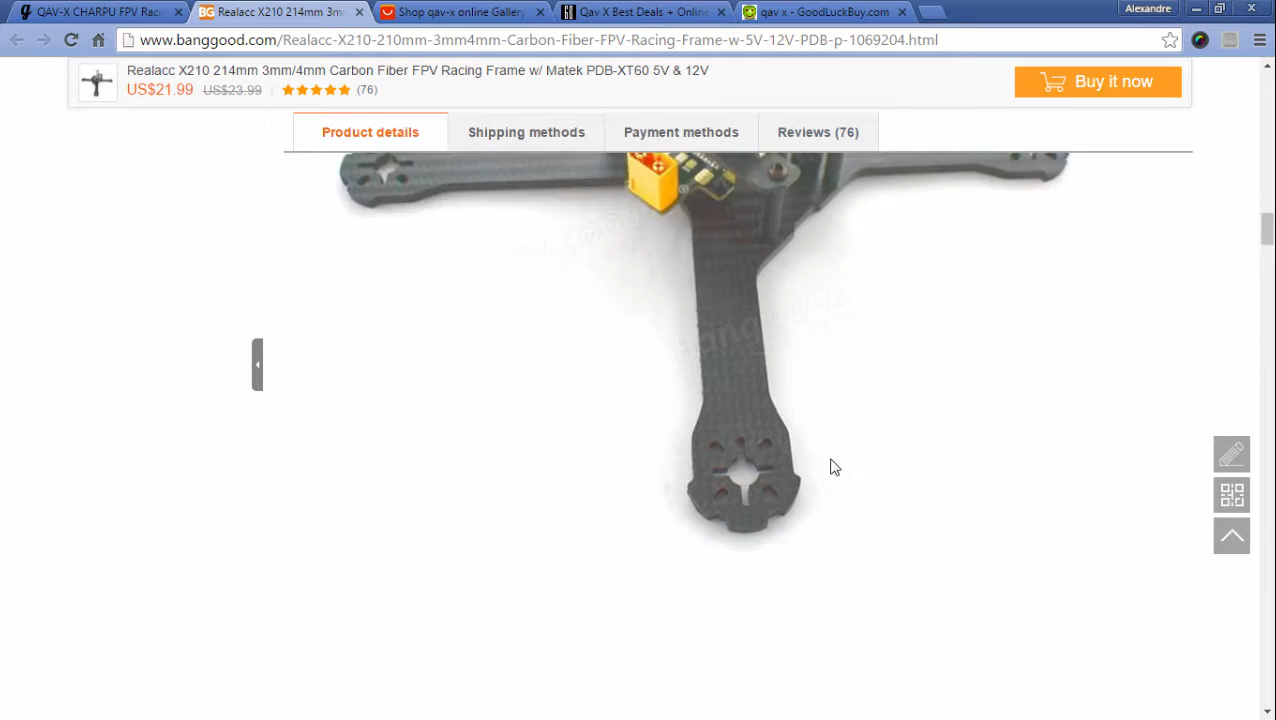 QAV-X CHARPU FPV Racin
Realacc X210 214mm 3mm
Shop qav-x online Gallery
Qav X Best Deals + Online
qav x - GoodLuckBuy.com
Alexandre
www.banggood.com/Realacc-X210-210mm-3mm4mm-Carbon-Fiber-FPV-Racing-Frame-w-5V-12V-PDB-p-1069204.html
Realacc X210 214mm 3mm/4mm Carbon Fiber FPV Racing Frame w/ Matek PDB-XT60 5V & 12V
US$21.99 US$23.99 (76)
Buy it now
Product details
Shipping methods
Payment methods
Reviews (76)